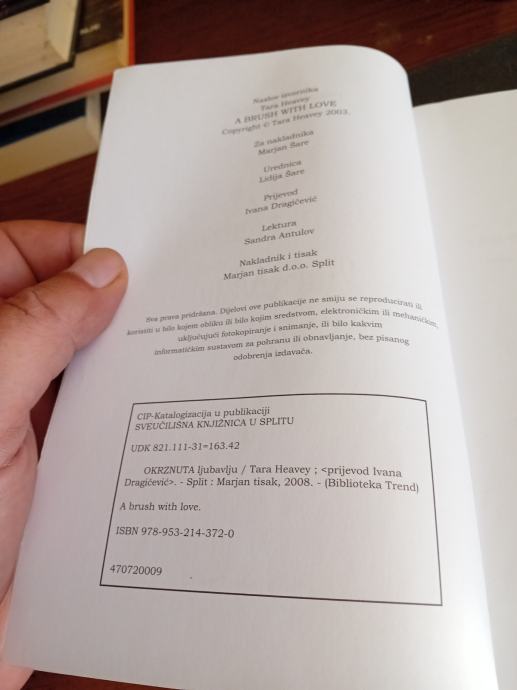 Naslov izvornika
Tara Heavey
A BRUSH WITH LOVE
Copyright © Tara Heavey 2003.
Za nakladnika
Marjan Šare
Urednica
Lidija Šare
Prijevod
Ivana Dragičević
Lektura
Sandra Antulov
Nakladnik i tisak
Marjan tisak d.o.o. Split
Sva prava pridržana. Dijelovi ove publikacije ne smiju se reproducirati ili
koristiti u bilo kojem obliku ili bilo kojim sredstvom, elektroničkim ili mehaničkim,
uključujući fotokopiranje i snimanje, ili bilo kakvim
informatičkim sustavom za pohranu ili obnavljanje, bez pisanog
odobrenja izdavača.
CIP-Katalogizacija u publikaciji
SVEUČILIŠNA KNJIŽNICA U SPLITU
UDK 821.111-31=163.42
OKRZNUTA ljubavlju / Tara Heavey ; <prijevod Ivana
Dragičević>. - Split : Marjan tisak, 2008. - (Biblioteka Trend)
A brush with love.
ISBN 978-953-214-372-0
470720009